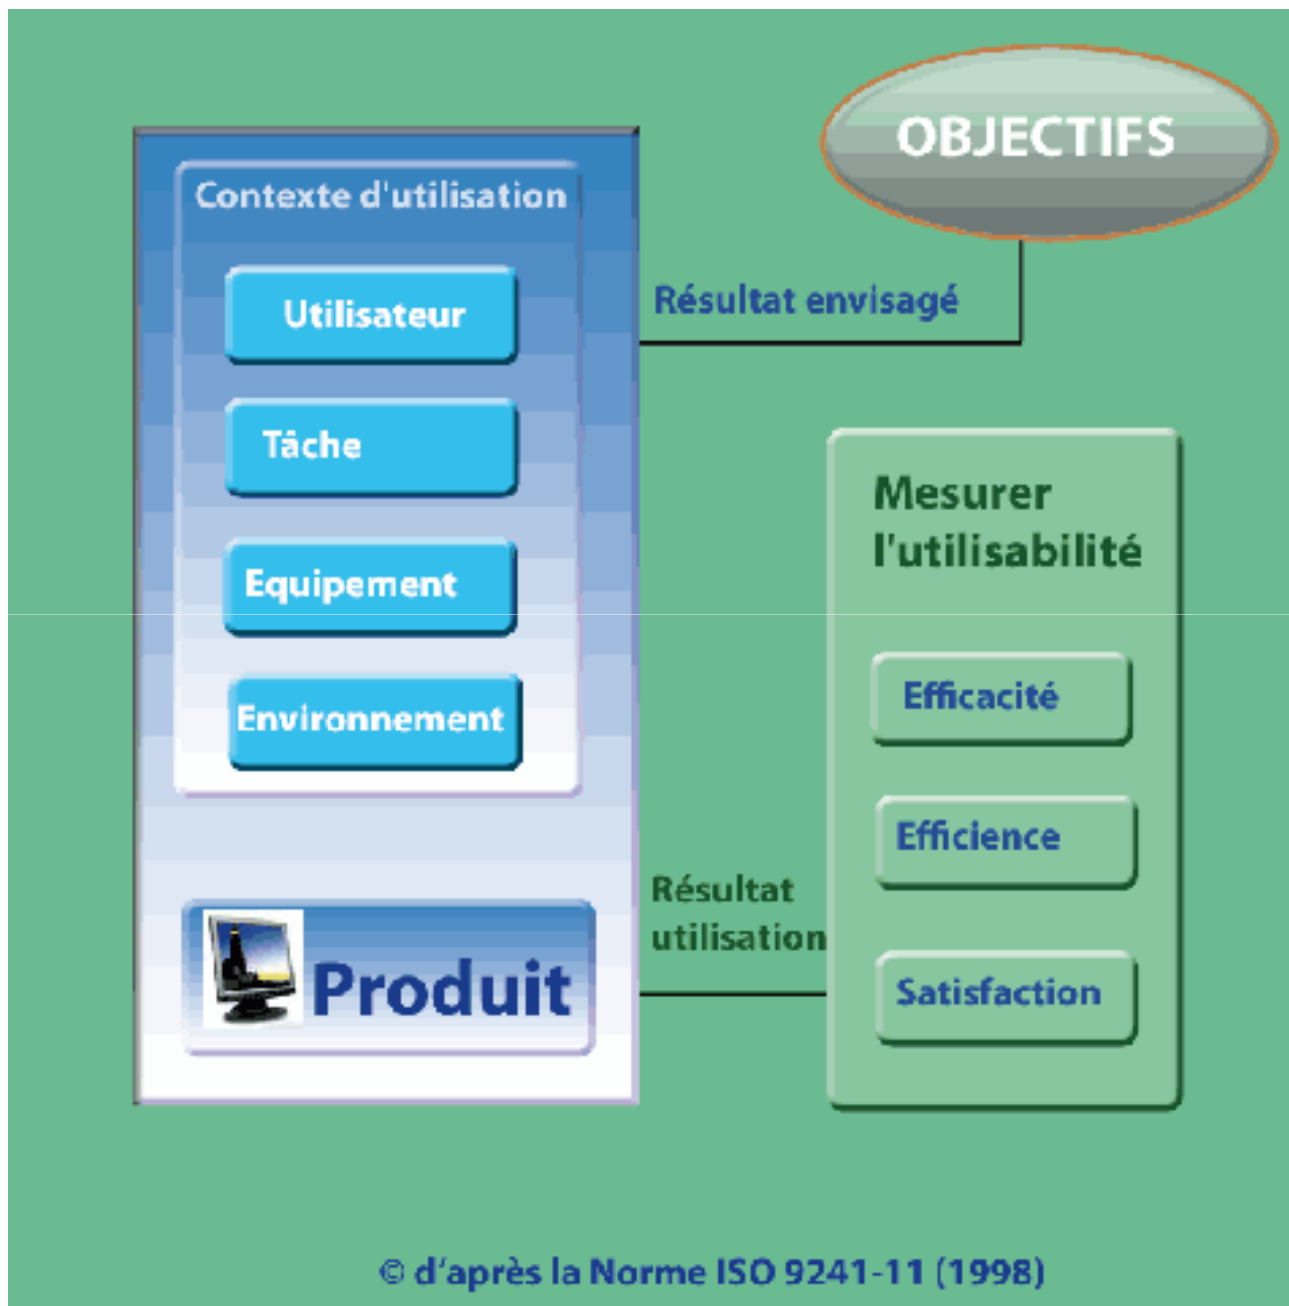 OBJECTIFS
Contexte d'utilisation
Utilisateur
Résultat envisagé
Tâche
Equipement
Environnement
Produit
Résultat
utilisation
Mesurer
l'utilisabilité
Efficacité
Efficience
Satisfaction
© d’après la Norme ISO 9241-11 (1998)